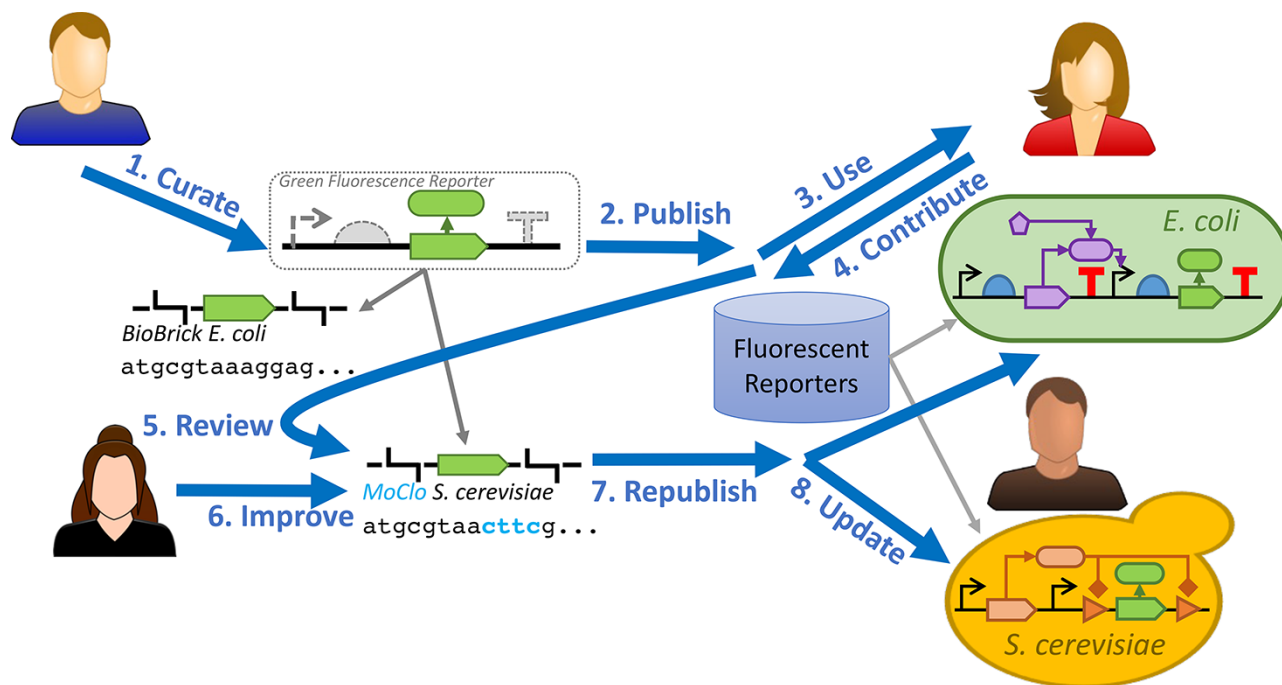 1. Curate
Green Fluorescence Reporter
2. Publish
3. Use
4. Contribute
E. coli
BioBrick E. coli
atgcgtaaaggag...
Fluorescent
Reporters
5. Review
6. Improve
MoClo S. cerevisiae
atgcgtaacttcg...
7. Republish
8. Update
S. cerevisiae